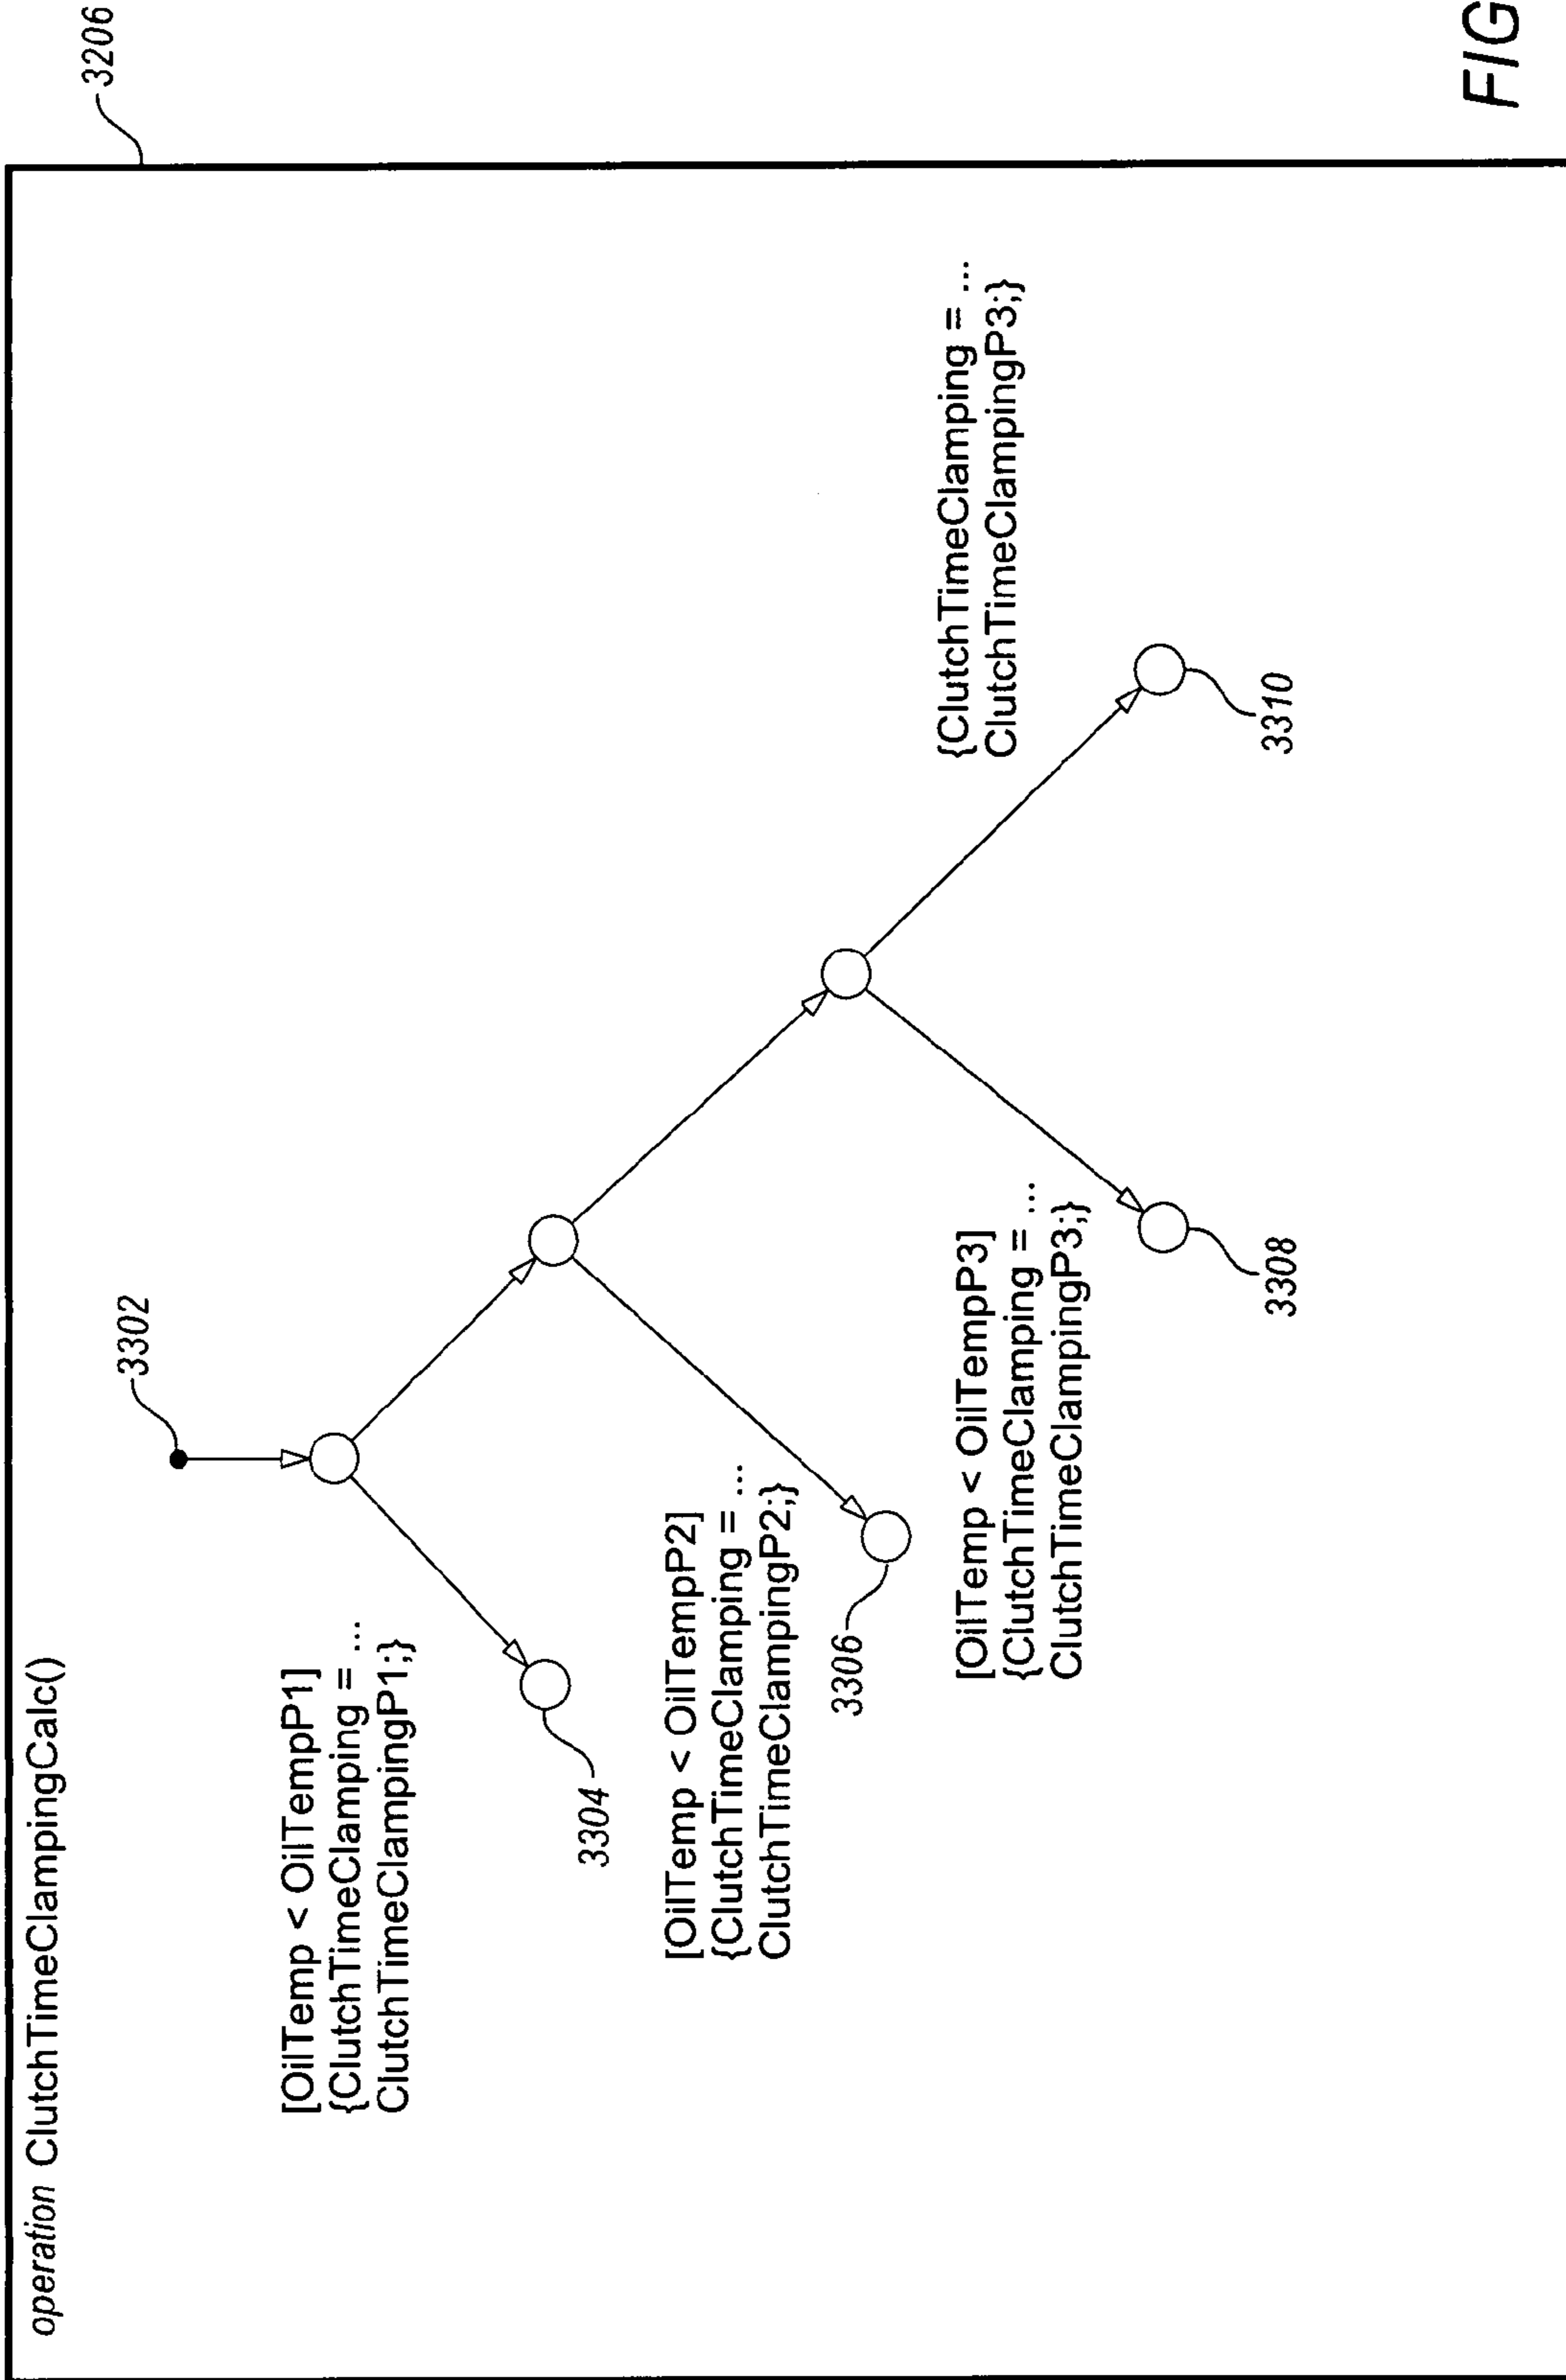 operation ClutchTimeClampingCalc()
3206
3302
[OilTemp < OilTempP1]
{ClutchTimeClamping = ...
ClutchTimeClampingP1;}
3304
[OilTemp < OilTempP2]
{ClutchTimeClamping = ...
ClutchTimeClampingP2;}
3306
[OilTemp < OilTempP3]
{ClutchTimeClamping = ...
ClutchTimeClampingP3;}
3308
{ClutchTimeClamping = ...
ClutchTimeClampingP3;}
3310
FIG